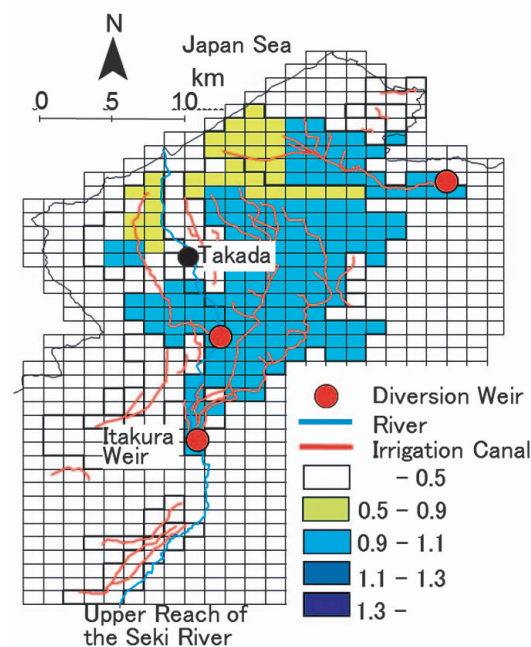 N
Japan Sea
km
0 5 10
Takada
Diversion Weir
River
Irrigation Canal
Itakura
Weir
- 0.5
0.5 - 0.9
0.9 - 1.1
1.1 - 1.3
1.3 -
Upper Reach of
the Seki River